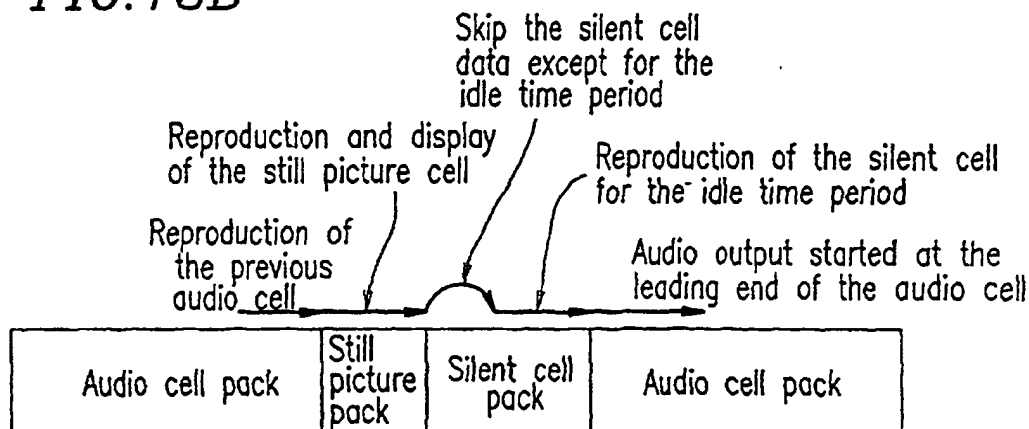 Skip the silent cell
data except for the
idle time period
Reproduction and display
of the still picture cell
Reproduction of the silent cell
for the idle time period
Reproduction of
the previous
audio cell
Audio output started at the
leading end of the audio cell
Audio cell pack
Still
picture
pack
Silent cell
pack
Audio cell pack